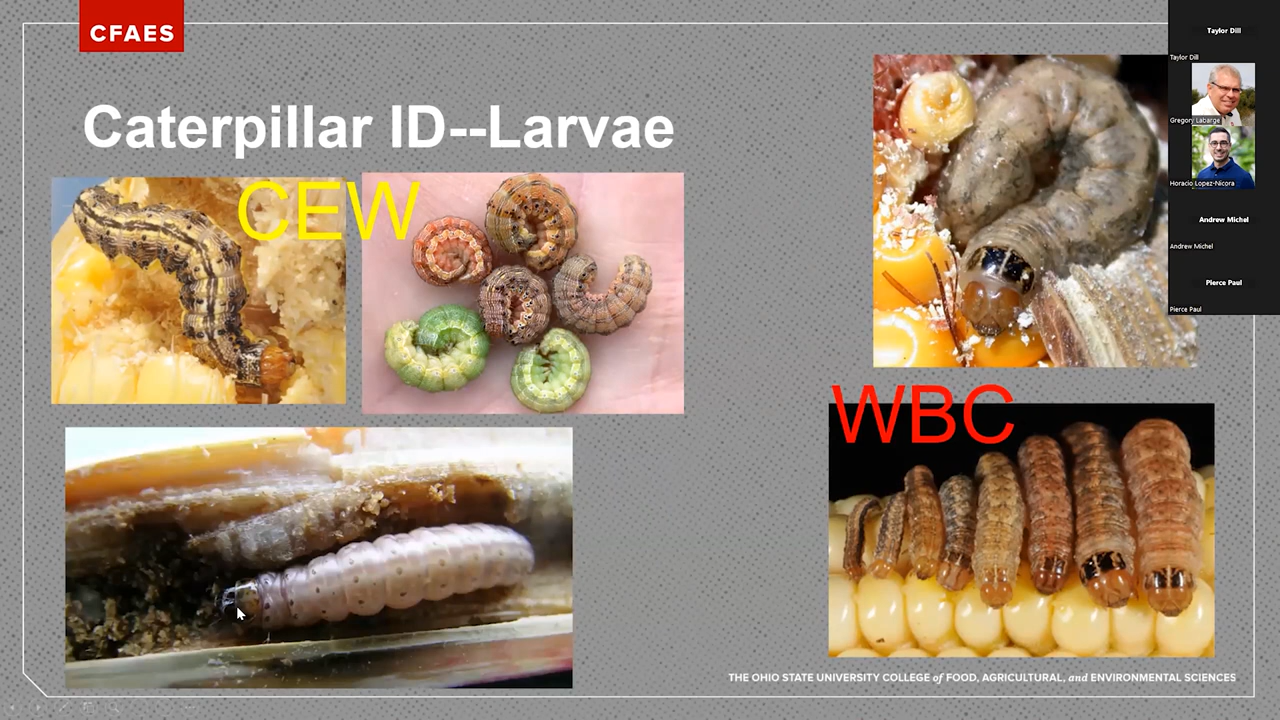 CFAES
Caterpillar ID--Larvae
CEW
WBC
THE OHIO STATE UNIVERSITY COLLEGE of FOOD, AGRICULTURAL, and ENVIRONMENTAL SCIENCES
Taylor Dill
Taylor Dill
Gregory Labarge
Horacio Lopez-Nicora
Andrew Michel
Andrew Michel
Pierce Paul
Pierce Paul